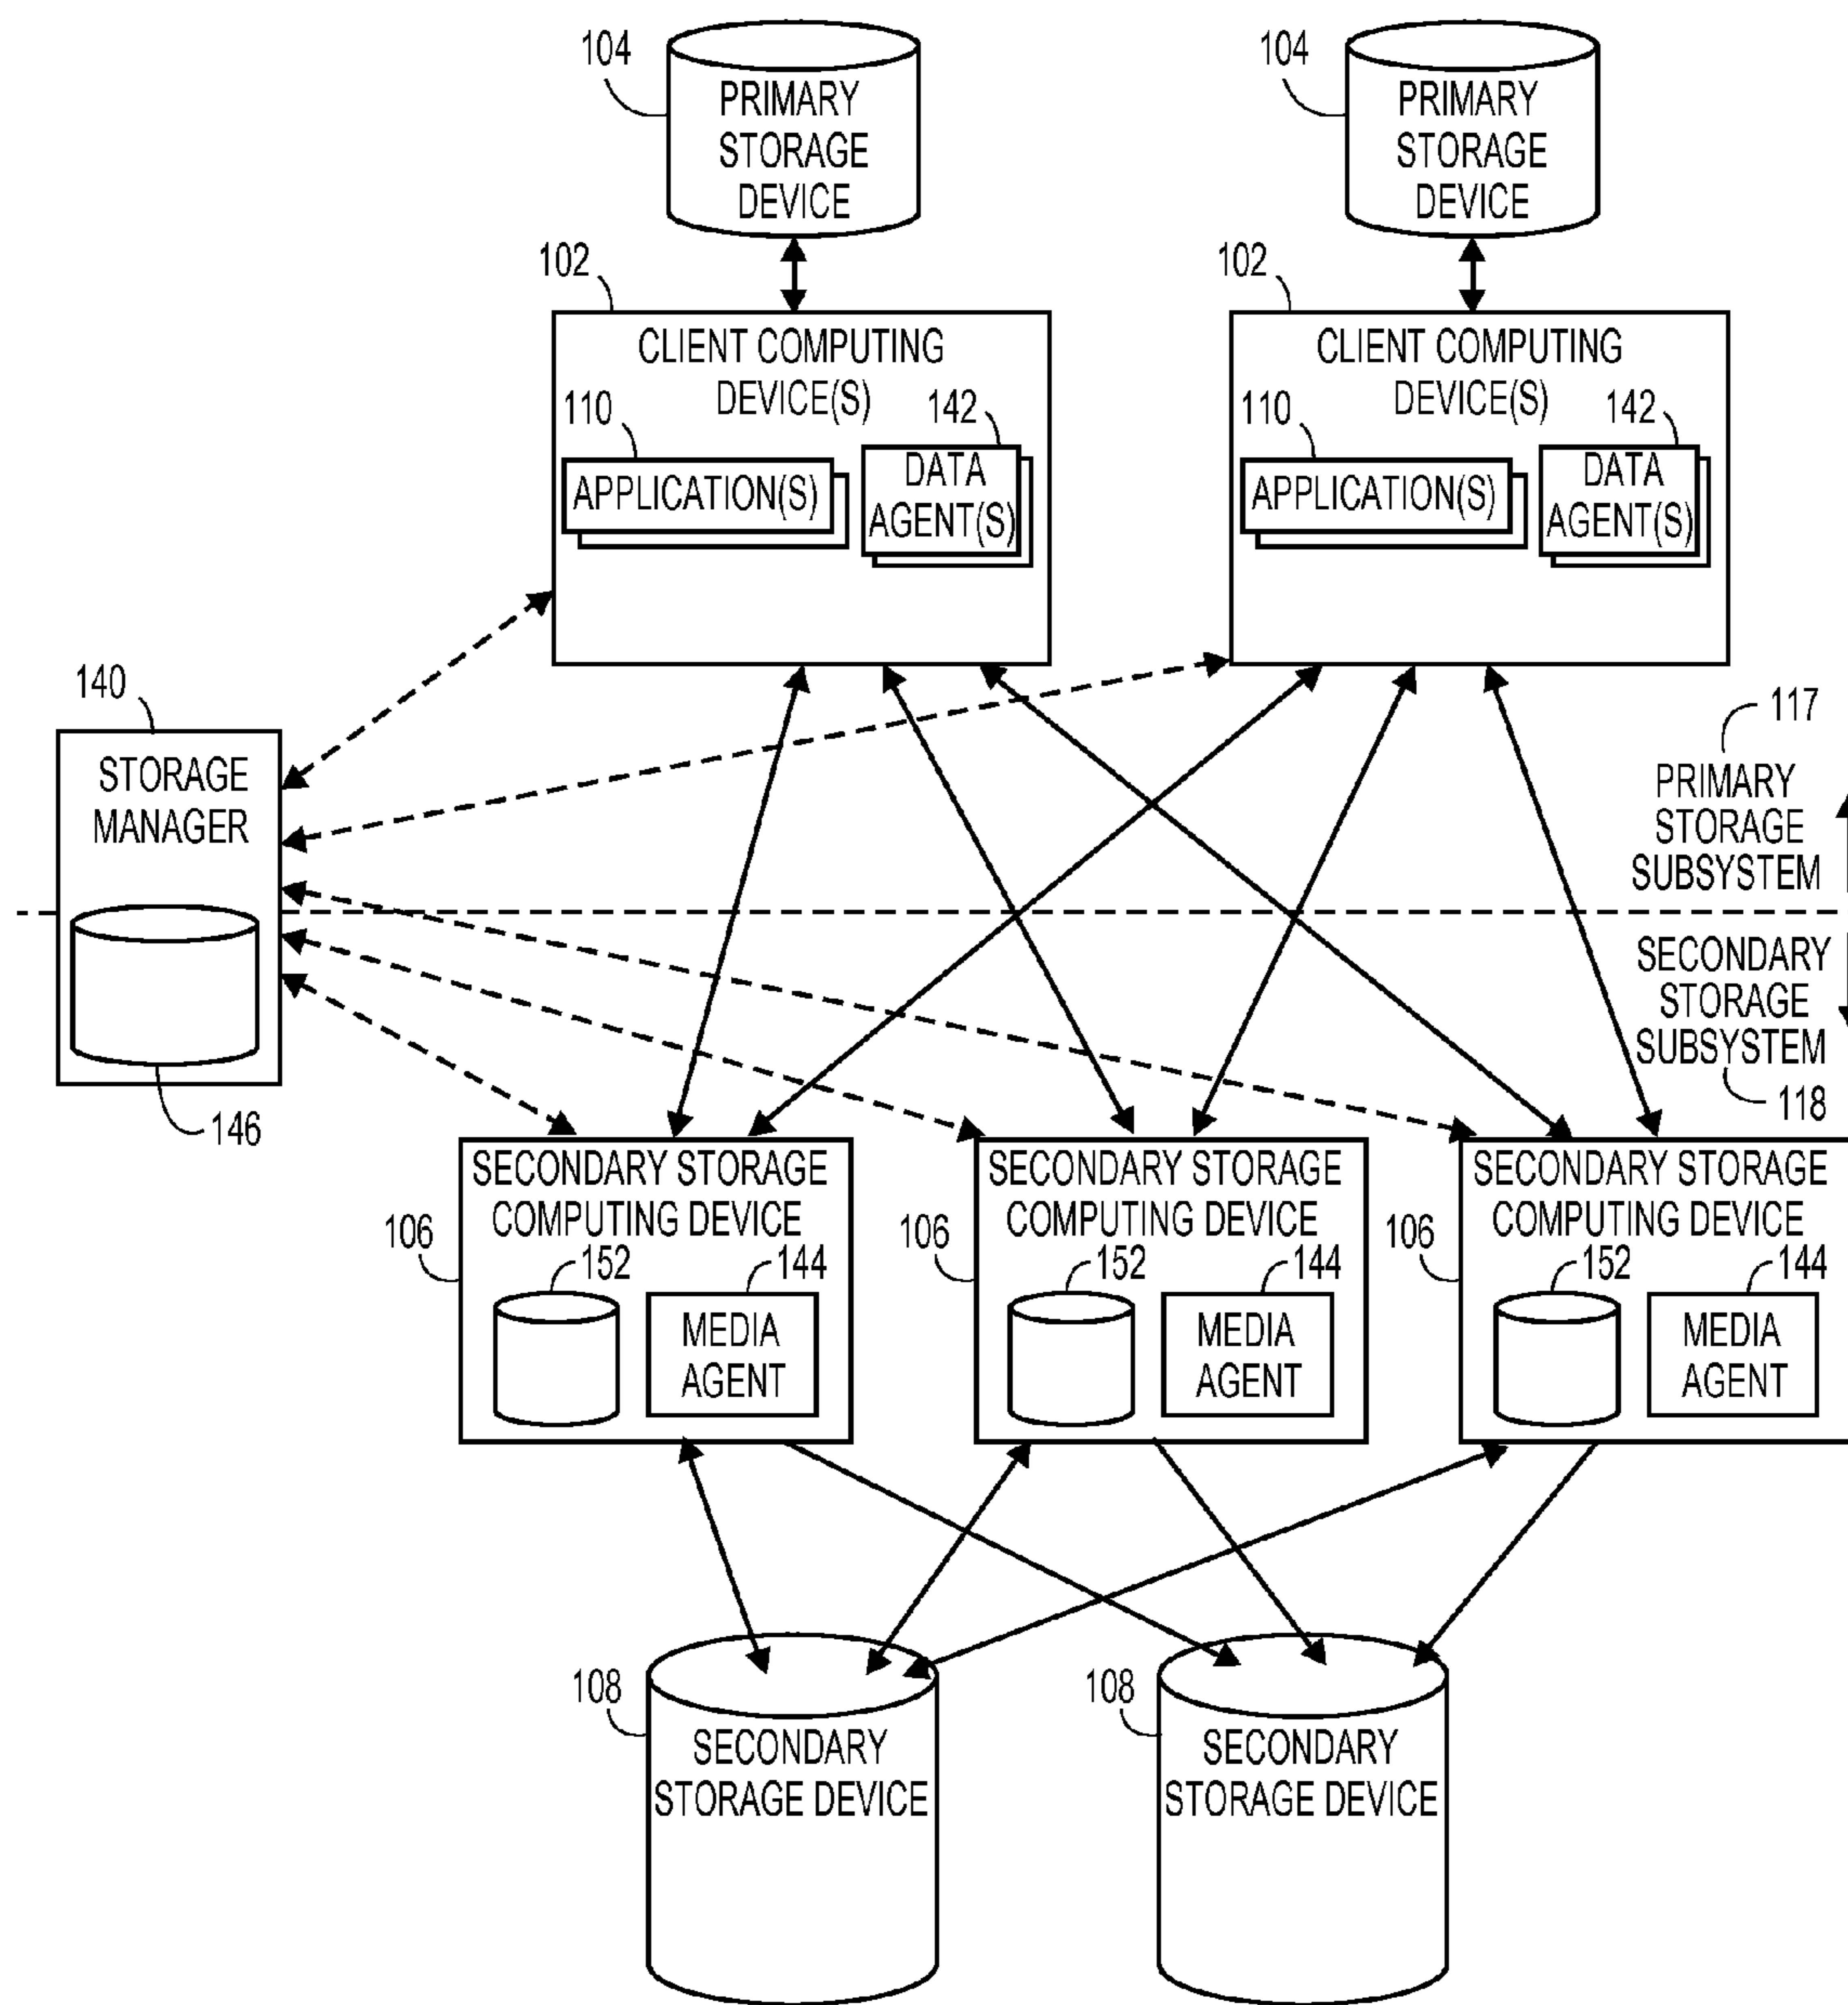 104
PRIMARY
STORAGE
DEVICE
104
PRIMARY
STORAGE
DEVICE
102
CLIENT COMPUTING
DEVICE(S)
110
142
APPLICATION(S)
DATA
AGENT(S)
102
CLIENT COMPUTING
DEVICE(S)
110
142
APPLICATION(S)
DATA
AGENT(S)
140
STORAGE
MANAGER
146
117
PRIMARY
STORAGE
SUBSYSTEM
SECONDARY
STORAGE
SUBSYSTEM
118
SECONDARY STORAGE
COMPUTING DEVICE
106
152
144
MEDIA
AGENT
SECONDARY STORAGE
COMPUTING DEVICE
106
152
144
MEDIA
AGENT
SECONDARY STORAGE
COMPUTING DEVICE
106
152
144
MEDIA
AGENT
108
SECONDARY
STORAGE DEVICE
108
SECONDARY
STORAGE DEVICE